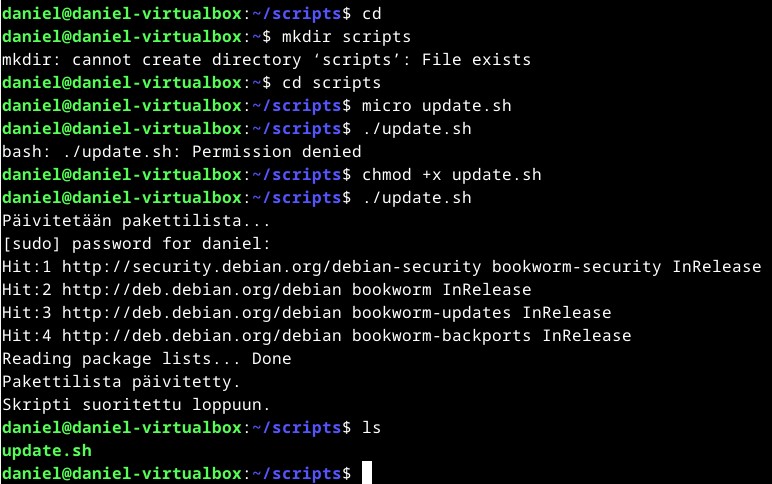 daniel@daniel-virtualbox:~/scripts$ cd
daniel@daniel-virtualbox:~$ mkdir scripts
mkdir: cannot create directory ‘scripts’: File exists
daniel@daniel-virtualbox:~$ cd scripts
daniel@daniel-virtualbox:~/scripts$ micro update.sh
daniel@daniel-virtualbox:~/scripts$ ./update.sh
bash: ./update.sh: Permission denied
daniel@daniel-virtualbox:~/scripts$ chmod +x update.sh
daniel@daniel-virtualbox:~/scripts$ ./update.sh
Päivitetään pakettilista...
[sudo] password for daniel:
Hit:1 http://security.debian.org/debian-security bookworm-security InRelease
Hit:2 http://deb.debian.org/debian bookworm InRelease
Hit:3 http://deb.debian.org/debian bookworm-updates InRelease
Hit:4 http://deb.debian.org/debian bookworm-backports InRelease
Reading package lists... Done
Pakettilista päivitetty.
Skripti suoritettu loppuun.
daniel@daniel-virtualbox:~/scripts$ ls
update.sh
daniel@daniel-virtualbox:~/scripts$